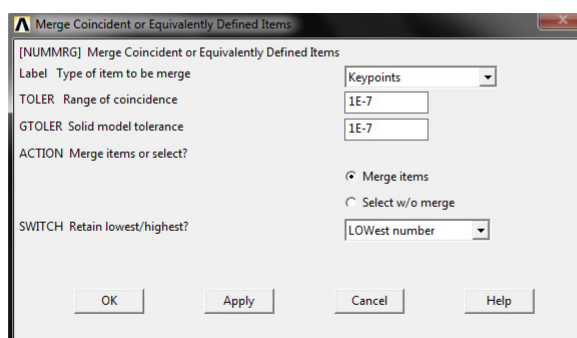 Merge Coincident or Equivalently Defined Items
[NUMMRG] Merge Coincident or Equivalently Defined Items
Label Type of item to be merge
Keypoints
TOLER Range of coincidence
1E-7
GTOLER Solid model tolerance
1E-7
ACTION Merge items or select?
Merge items
Select w/o merge
SWITCH Retain lowest/highest?
LOWest number
OK Apply Cancel Help